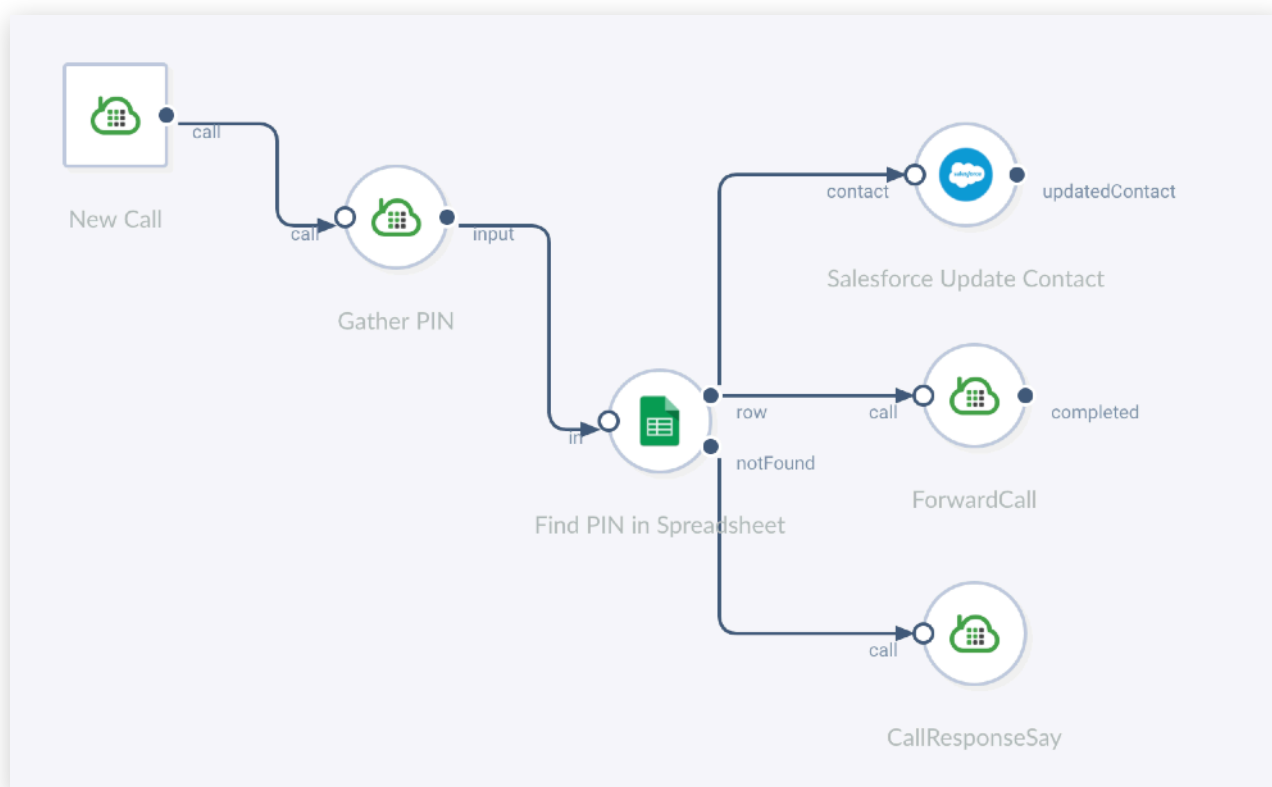 call
New Call
call
input
Gather PIN
in
row
notFound
Find PIN in Spreadsheet
contact
salesforce
updatedContact
Salesforce Update Contact
call
completed
ForwardCall
call
CallResponseSay